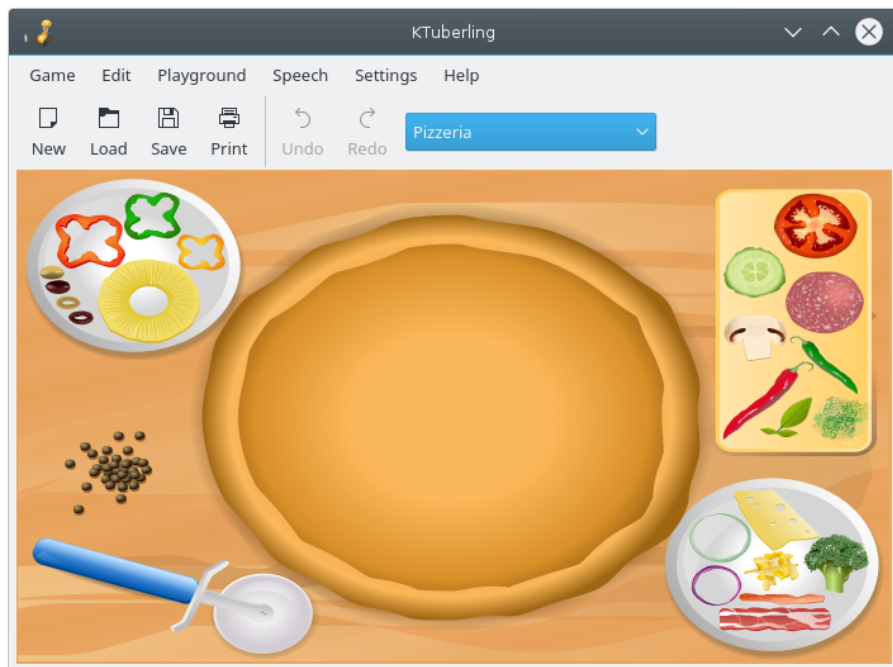 KTuberling
Game Edit Playground Speech Settings Help
New Load Save Print Undo Redo Pizzeria